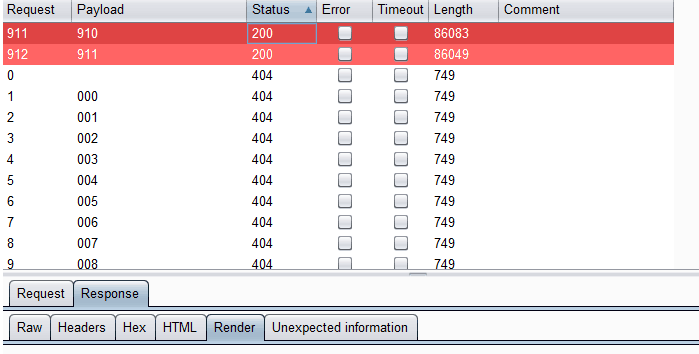 Request Payload Status Error Timeout Length Comment
911 910 200 86083
912 911 200 86049
0 404 749
1 000 404 749
2 001 404 749
3 002 404 749
4 003 404 749
5 004 404 749
6 005 404 749
7 006 404 749
8 007 404 749
9 008 404 749
Request Response
Raw Headers Hex HTML Render Unexpected information